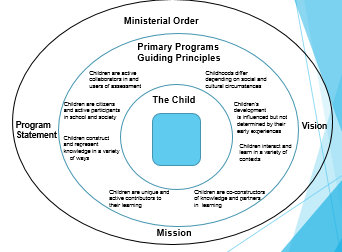 Ministerial Order
Primary Programs
Guiding Principles
Children are active
collaborators in and
users of assessment
Childhoods differ
depending on social and
cultural circumstances
The Child
Children are citizens
and active participants
in school and society
Children's
development
is influenced but not
determined by their
early experiences
Program
Statement
Vision
Children construct
and represent
knowledge in a variety
of ways
Children interact and
learn in a variety of
contexts
Children are unique and
active contributors to
their learning
Children are co-constructors
of knowledge and partners
in learning
Mission